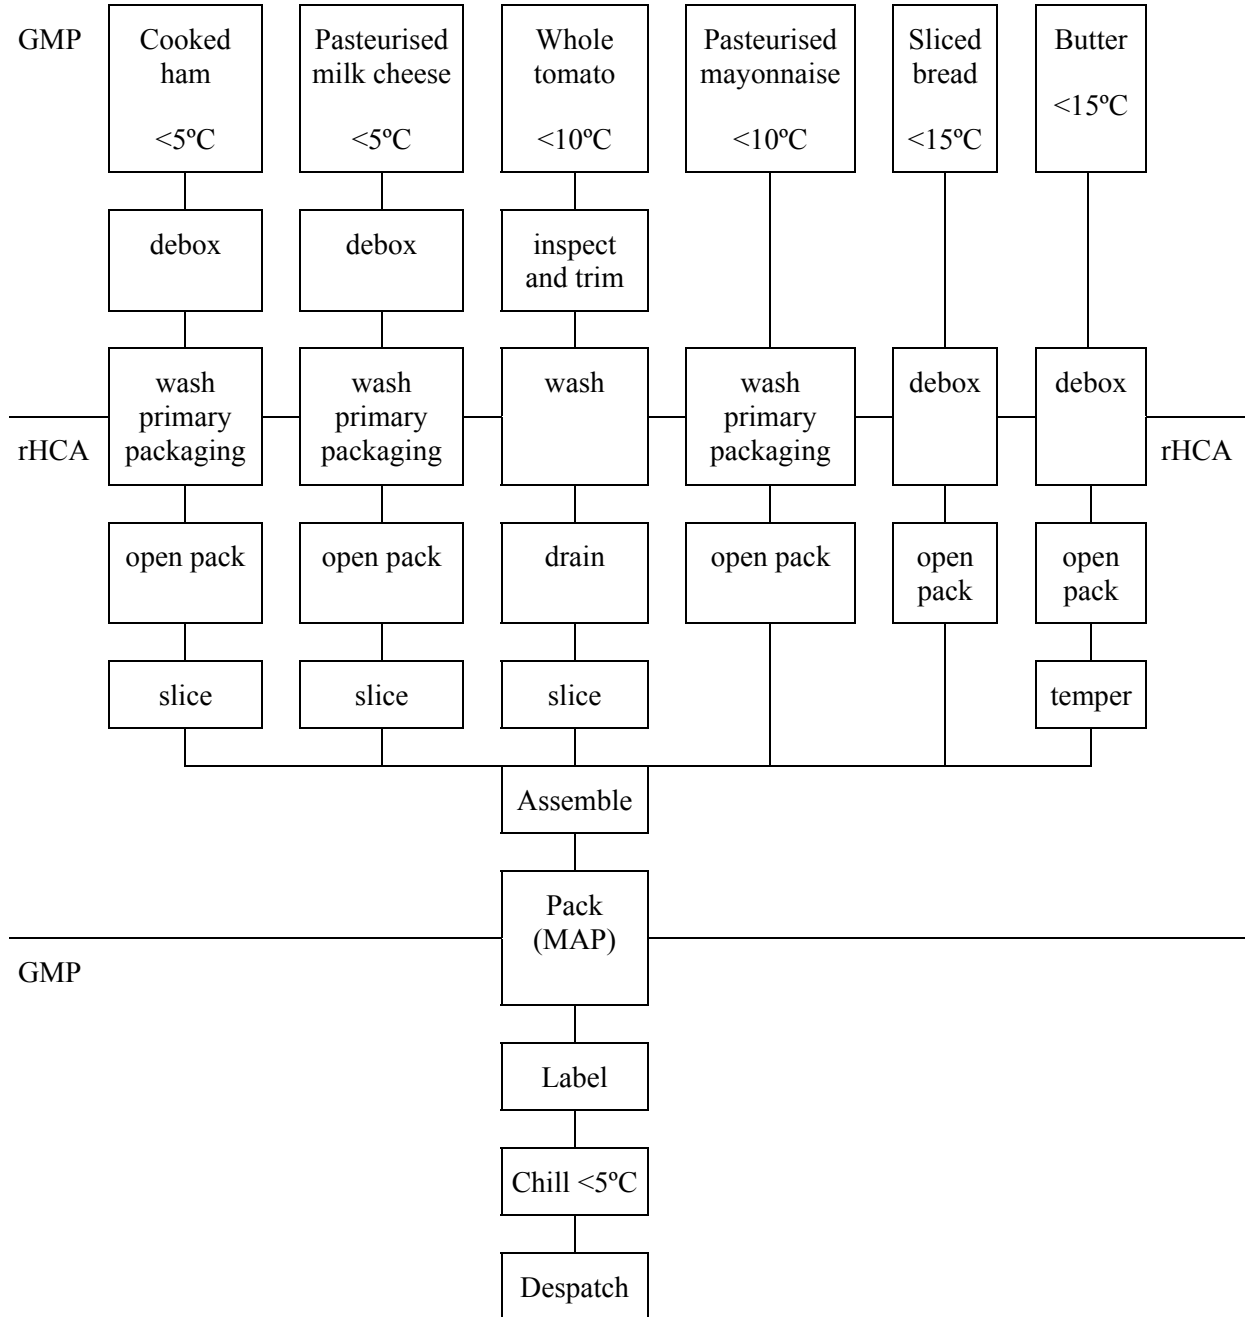 GMP
Cooked
ham
<5ºC
Pasteurised
milk cheese
<5ºC
Whole
tomato
<10ºC
Pasteurised
mayonnaise
<10ºC
Sliced
bread
<15ºC
Butter
<15ºC
debox
debox
inspect
and trim
wash
primary
packaging
wash
primary
packaging
wash
wash
primary
packaging
debox
debox
rHCA
rHCA
open pack
open pack
drain
open pack
open
pack
open
pack
slice
slice
slice
temper
Assemble
Pack
(MAP)
GMP
Label
Chill <5ºC
Despatch